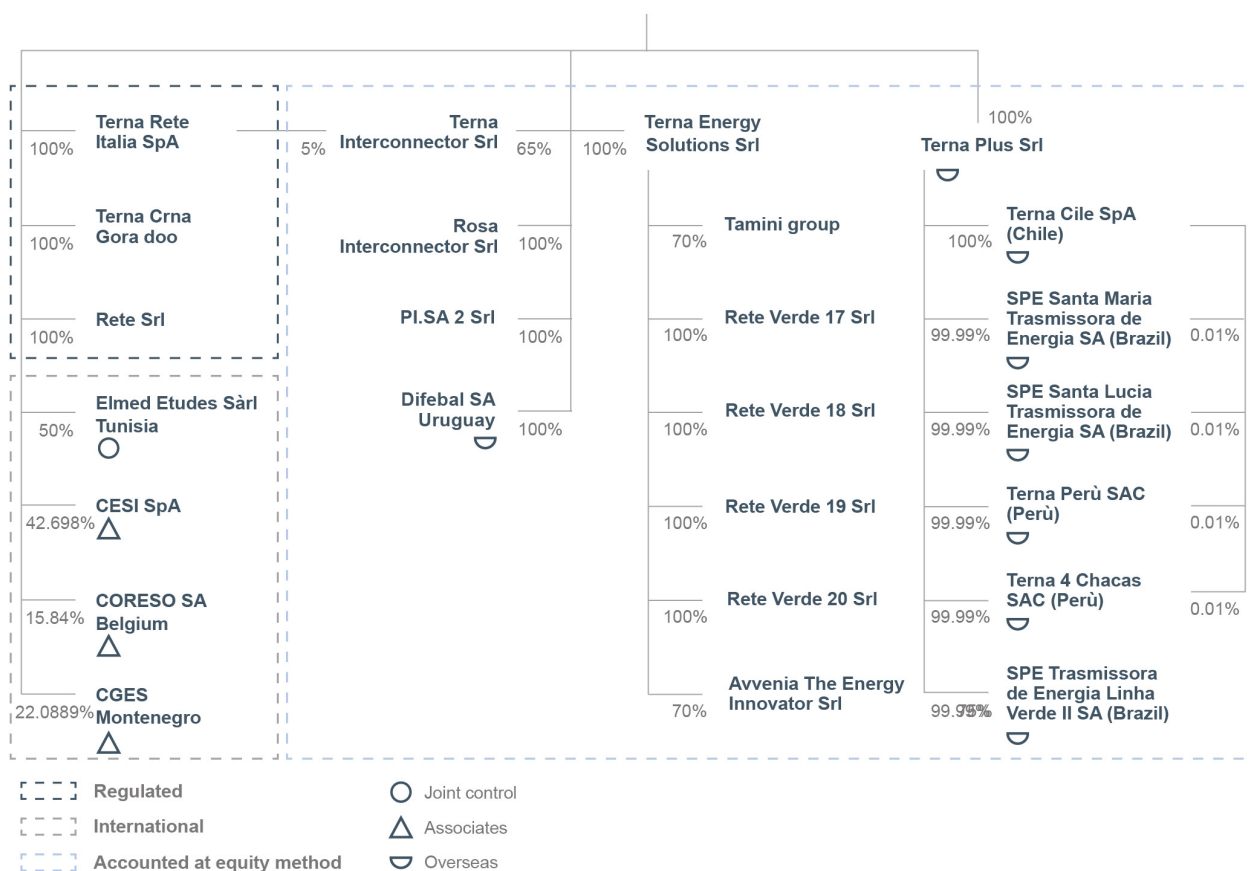 Terna Rete
Italia SpA
100%
Terna Crna
Gora doo
100%
Rete Srl
100%
Elmed Etudes Sàrl
Tunisia
50%
CESI SpA
42.698%
CORESO SA
Belgium
15.84%
CGES
Montenegro
22.0889%
5%
Terna
Interconnector Srl
65%
Rosa
Interconnector Srl
100%
PI.SA 2 Srl
100%
Difebal SA
Uruguay
100%
100%
Terna Energy
Solutions Srl
Tamini group
70%
Rete Verde 17 Srl
100%
Rete Verde 18 Srl
100%
Rete Verde 19 Srl
100%
Rete Verde 20 Srl
100%
Avvenia The Energy
Innovator Srl
70%
100%
Terna Plus Srl
Terna Cile SpA
(Chile)
100%
SPE Santa Maria
Trasmissora de
Energia SA (Brazil)
99.99%
0.01%
SPE Santa Lucia
Trasmissora de
Energia SA (Brazil)
99.99%
0.01%
Terna Perù SAC
(Perù)
99.99%
0.01%
Terna 4 Chacas
SAC (Perù)
99.99%
0.01%
SPE Trasmissora
de Energia Linha
Verde II SA (Brazil)
Regulated
International
Accounted at equity method
Joint control
Associates
Overseas